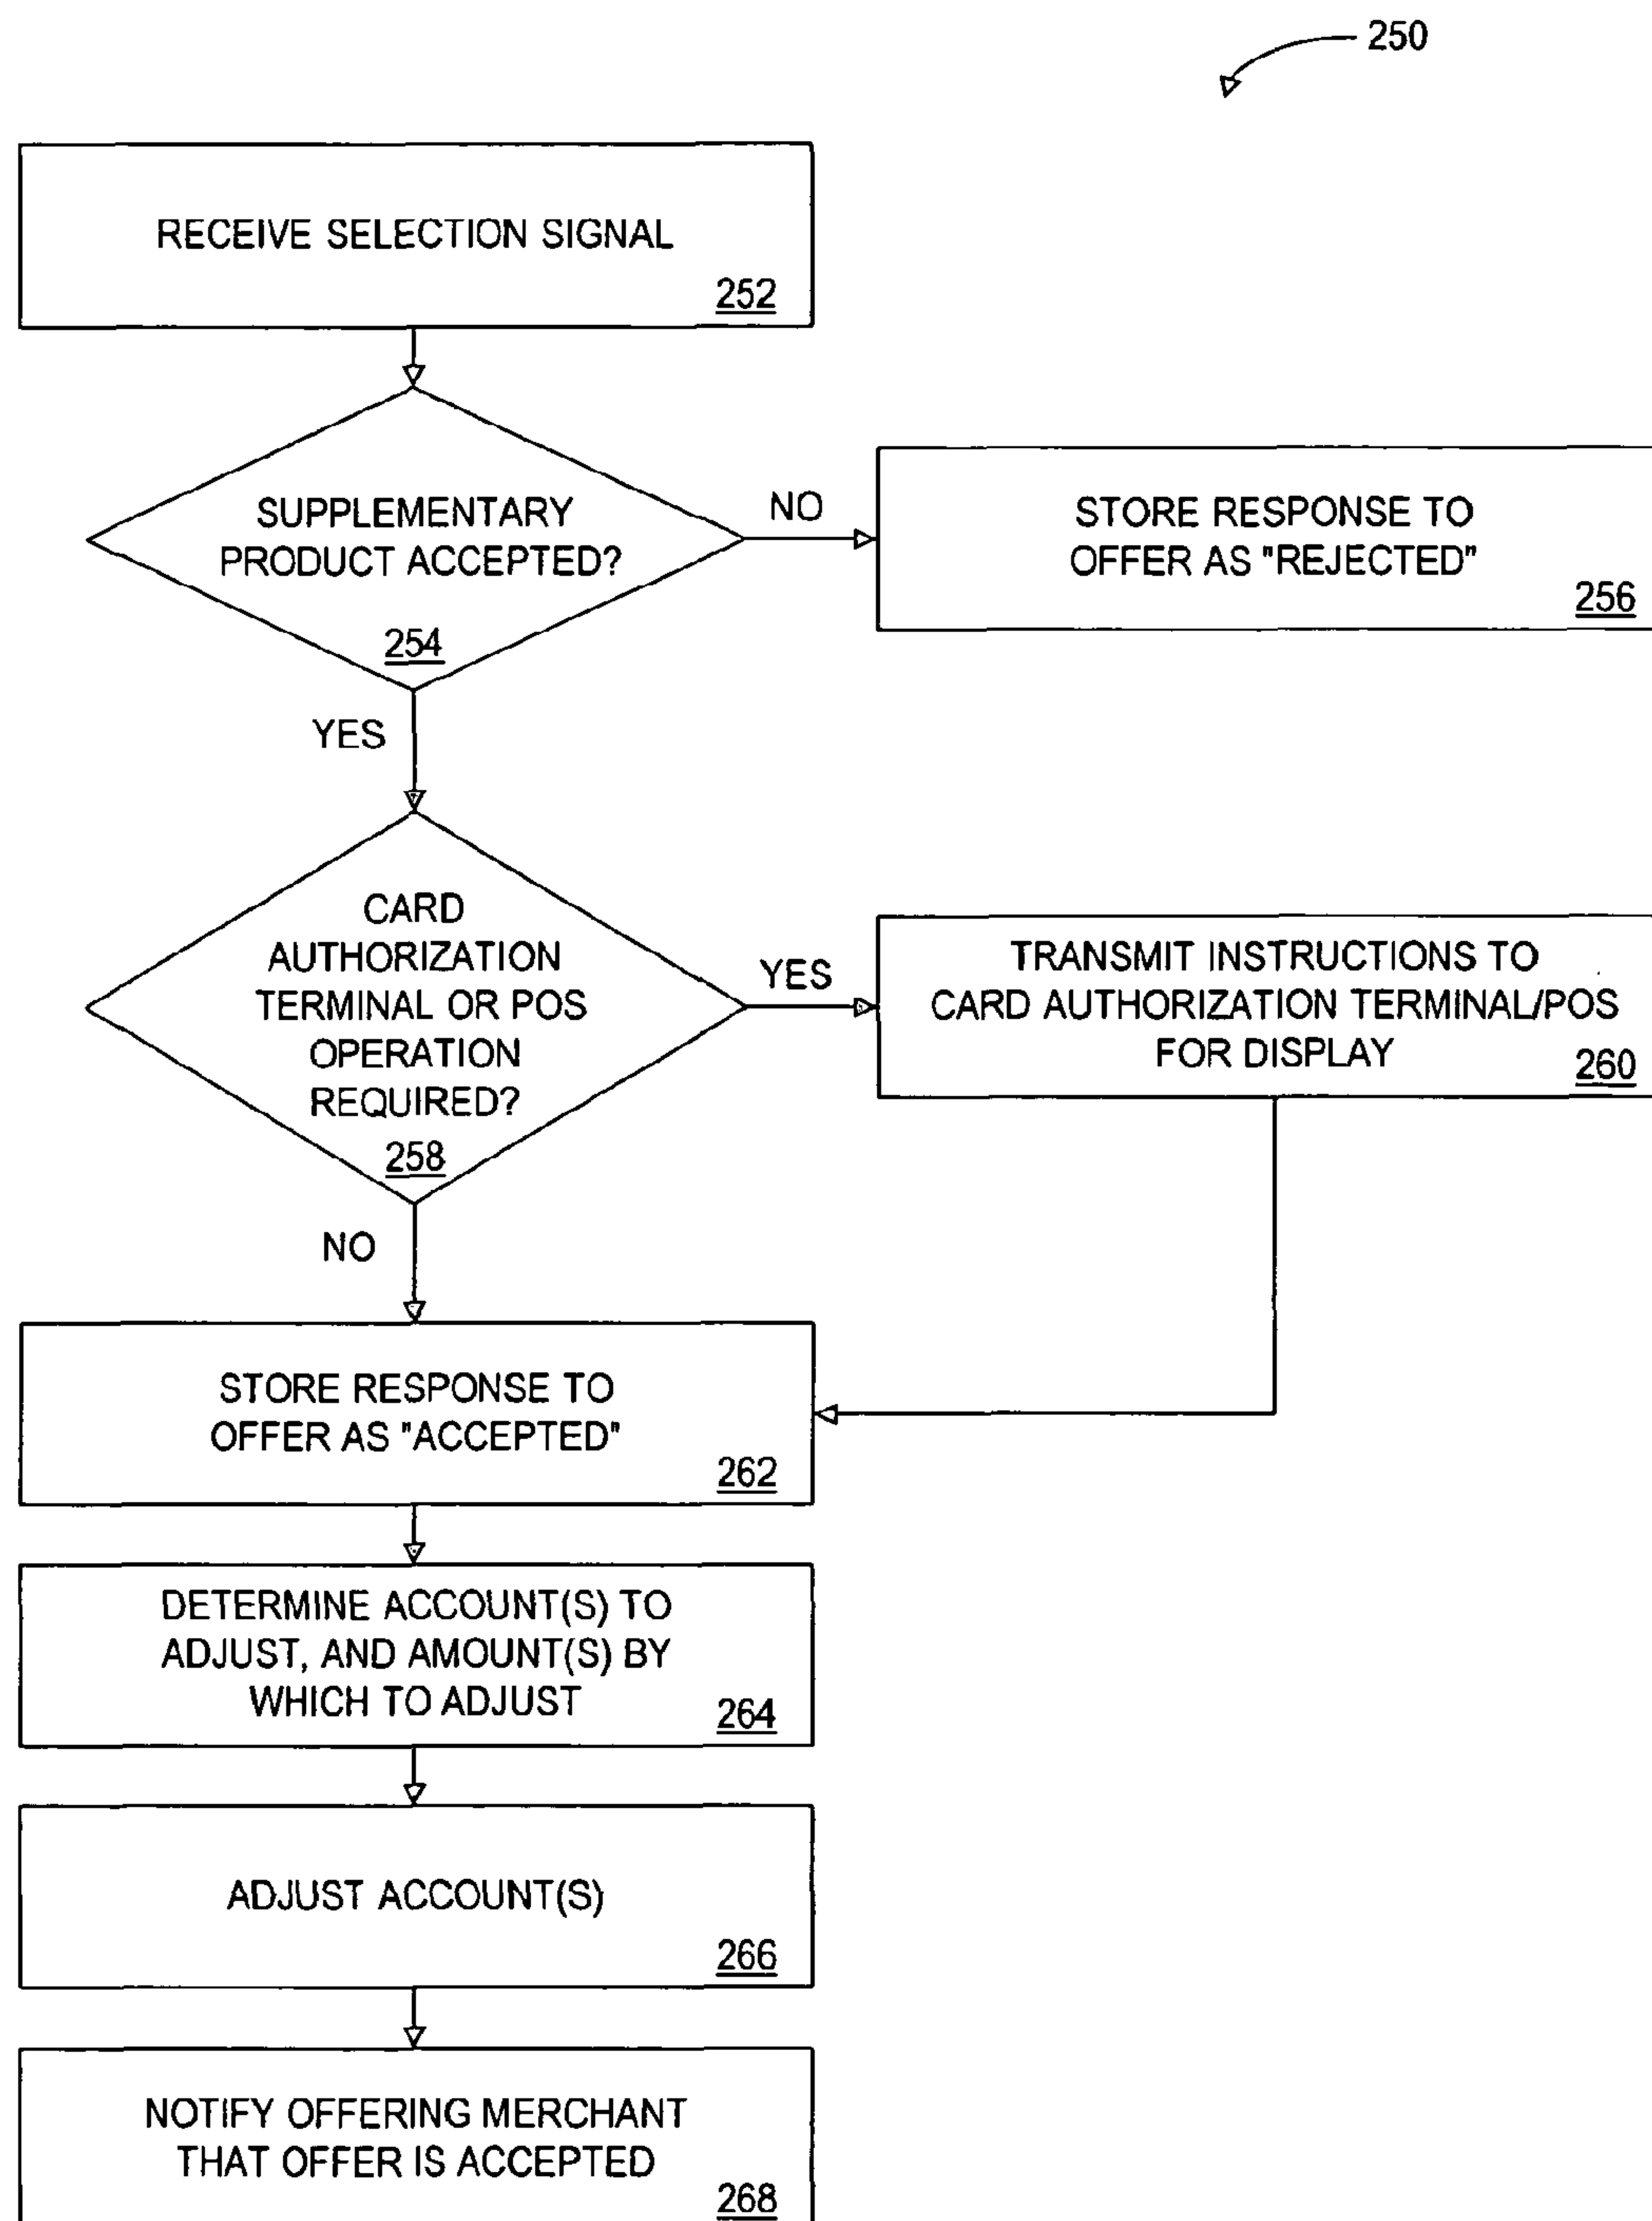 250
RECEIVE SELECTION SIGNAL
252
SUPPLEMENTARY
PRODUCT ACCEPTED?
254
NO
STORE RESPONSE TO
OFFER AS "REJECTED"
256
YES
CARD
AUTHORIZATION
TERMINAL OR POS
OPERATION
REQUIRED?
258
YES
TRANSMIT INSTRUCTIONS TO
CARD AUTHORIZATION TERMINAL/POS
FOR DISPLAY
260
NO
STORE RESPONSE TO
OFFER AS "ACCEPTED"
262
DETERMINE ACCOUNT(S) TO
ADJUST, AND AMOUNT(S) BY
WHICH TO ADJUST
264
ADJUST ACCOUNT(S)
266
NOTIFY OFFERING MERCHANT
THAT OFFER IS ACCEPTED
268